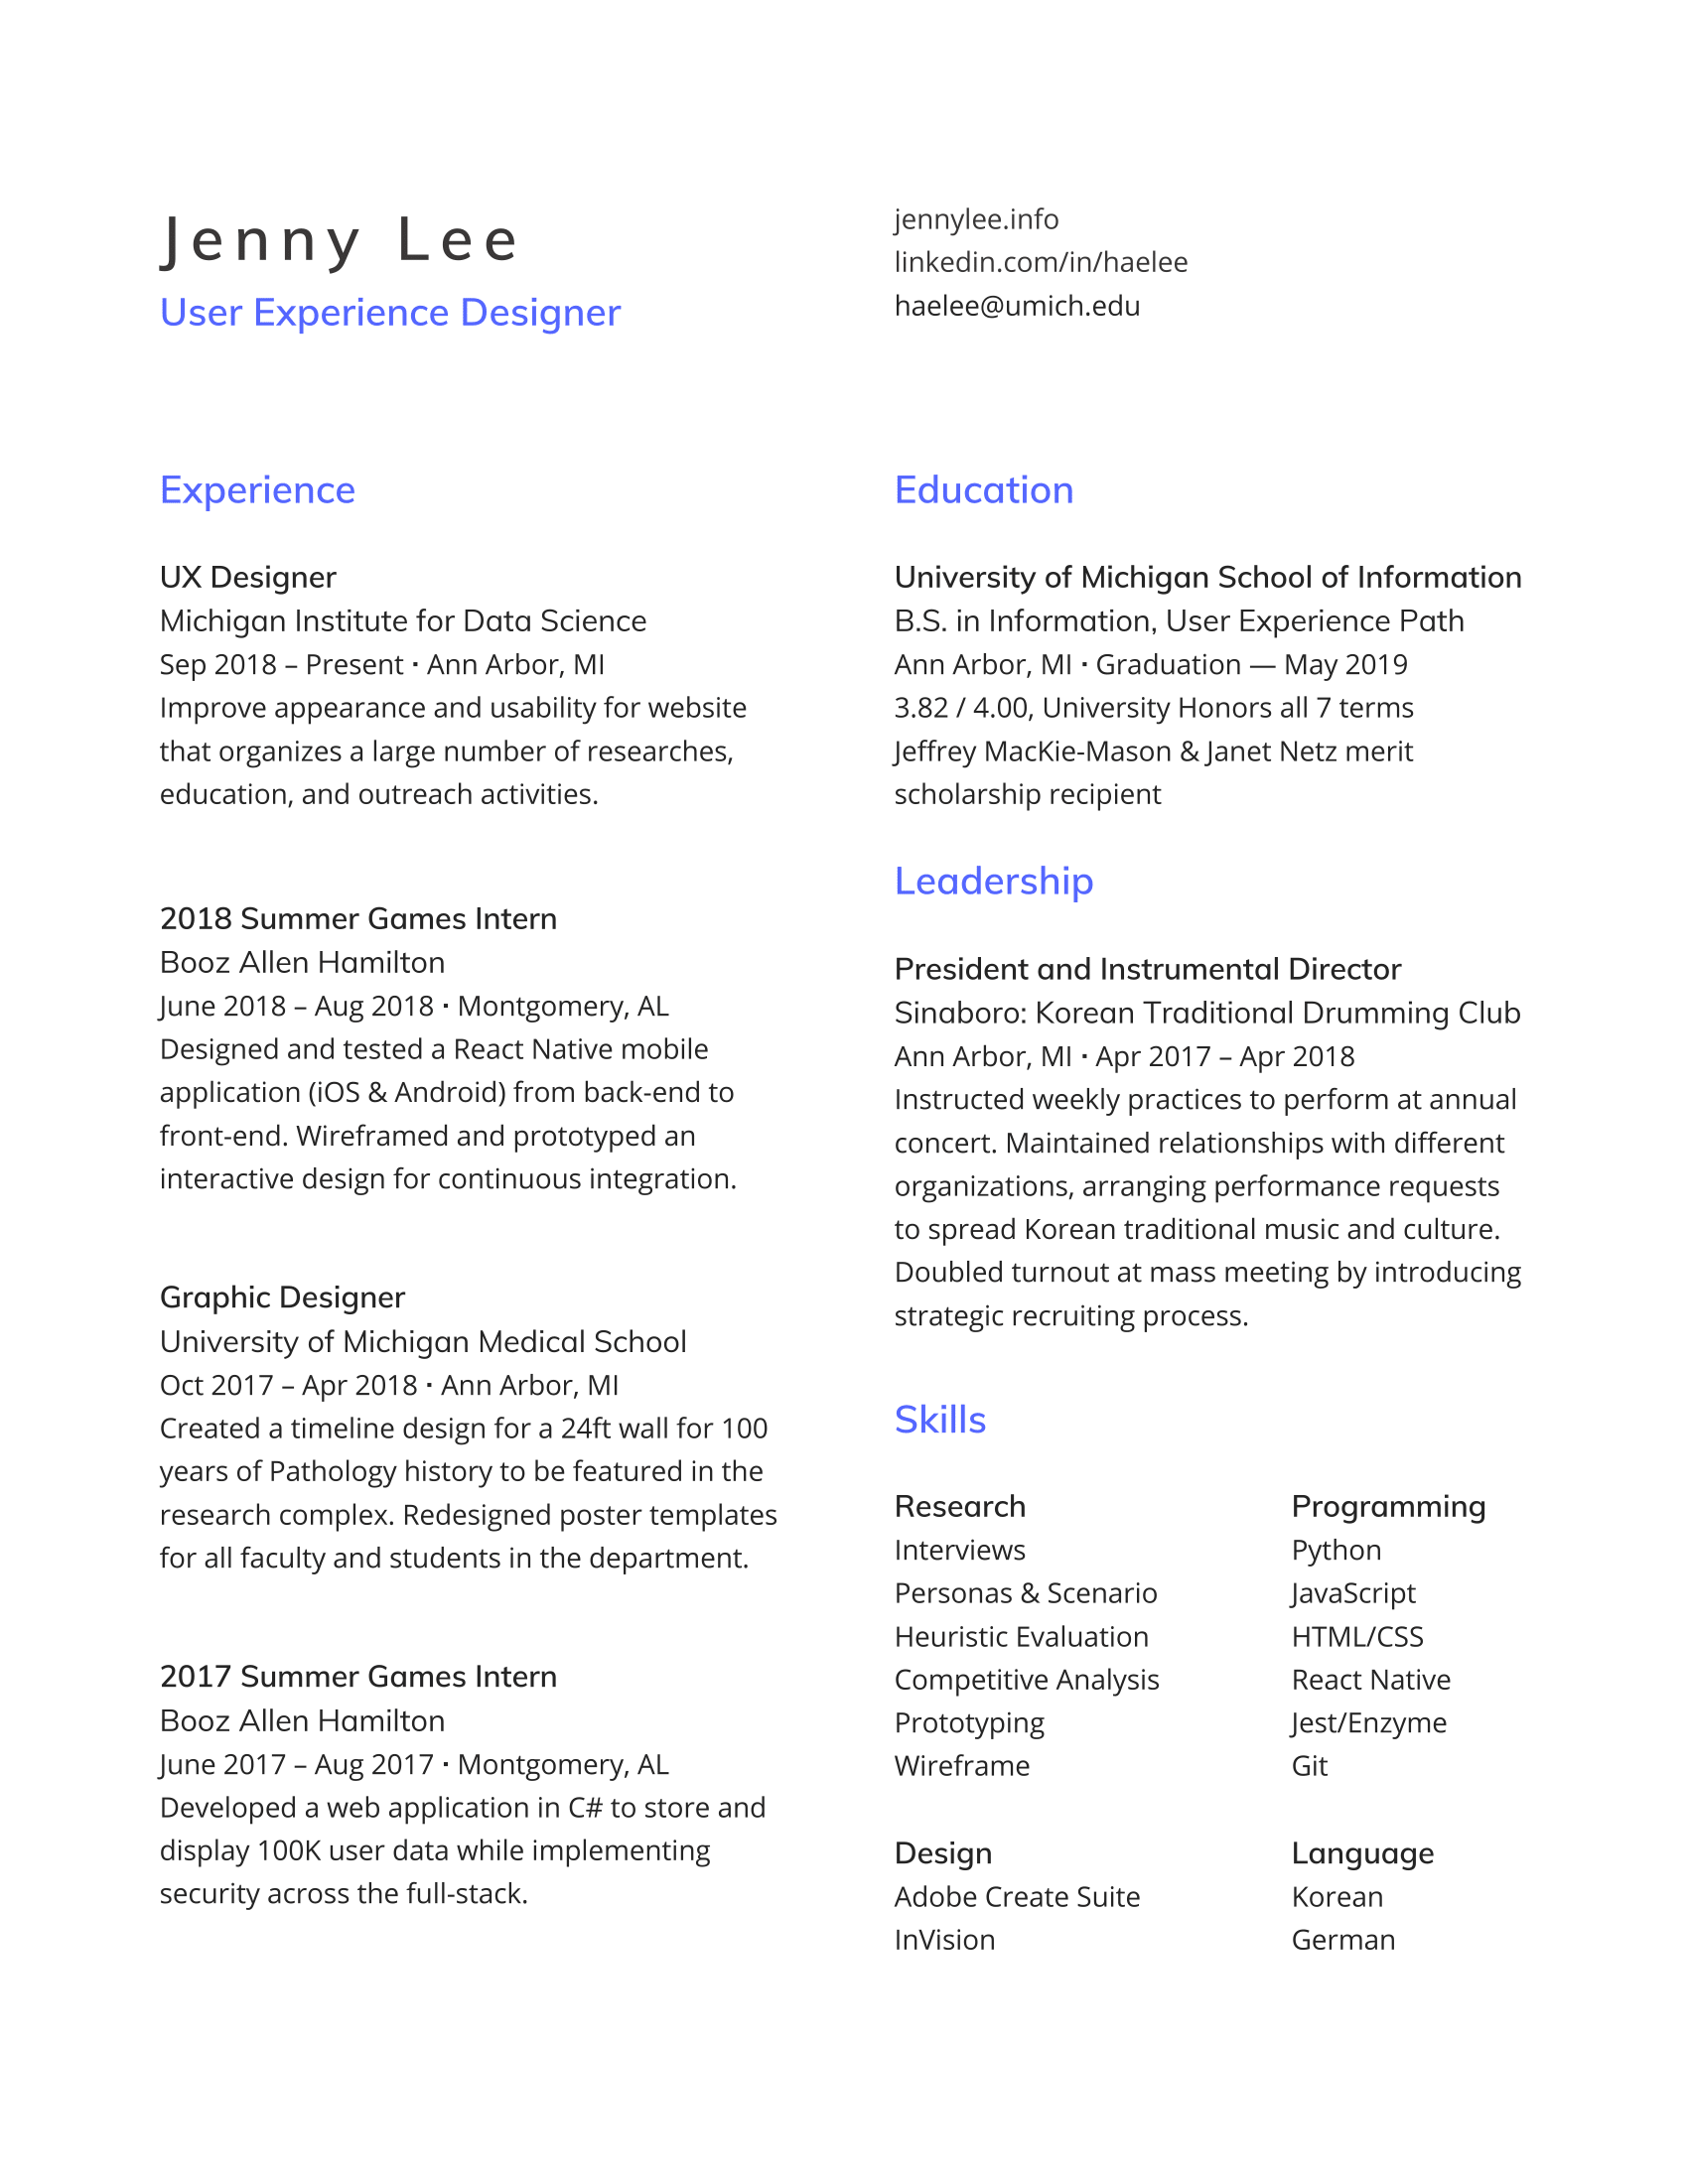 Jenny Lee
User Experience Designer
jennylee.info
linkedin.com/in/haelee
haelee@umich.edu
Experience
UX Designer
Michigan Institute for Data Science
Sep 2018 – Present · Ann Arbor, MI
Improve appearance and usability for website
that organizes a large number of researches,
education, and outreach activities.
2018 Summer Games Intern
Booz Allen Hamilton
June 2018 – Aug 2018 · Montgomery, AL
Designed and tested a React Native mobile
application (iOS & Android) from back-end to
front-end. Wireframed and prototyped an
interactive design for continuous integration.
Graphic Designer
University of Michigan Medical School
Oct 2017 – Apr 2018 · Ann Arbor, MI
Created a timeline design for a 24ft wall for 100
years of Pathology history to be featured in the
research complex. Redesigned poster templates
for all faculty and students in the department.
2017 Summer Games Intern
Booz Allen Hamilton
June 2017 – Aug 2017 · Montgomery, AL
Developed a web application in C# to store and
display 100K user data while implementing
security across the full-stack.
Education
University of Michigan School of Information
B.S. in Information, User Experience Path
Ann Arbor, MI · Graduation — May 2019
3.82 / 4.00, University Honors all 7 terms
Jeffrey MacKie-Mason & Janet Netz merit
scholarship recipient
Leadership
President and Instrumental Director
Sinaboro: Korean Traditional Drumming Club
Ann Arbor, MI · Apr 2017 – Apr 2018
Instructed weekly practices to perform at annual
concert. Maintained relationships with different
organizations, arranging performance requests
to spread Korean traditional music and culture.
Doubled turnout at mass meeting by introducing
strategic recruiting process.
Skills
Research
Interviews
Personas & Scenario
Heuristic Evaluation
Competitive Analysis
Prototyping
Wireframe
Programming
Python
JavaScript
HTML/CSS
React Native
Jest/Enzyme
Git
Design
Adobe Create Suite
InVision
Language
Korean
German